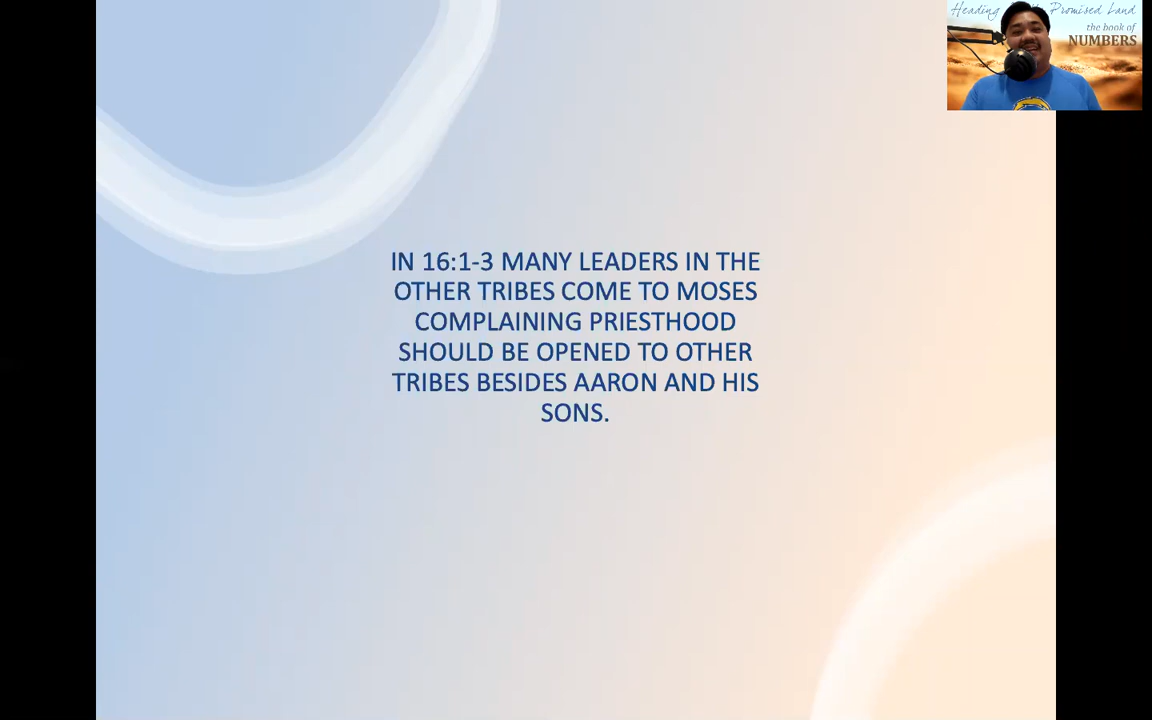 Heading Promised Land
the book of
NUMBERS
IN 16:1-3 MANY LEADERS IN THE
OTHER TRIBES COME TO MOSES
COMPLAINING PRIESTHOOD
SHOULD BE OPENED TO OTHER
TRIBES BESIDES AARON AND HIS
SONS.